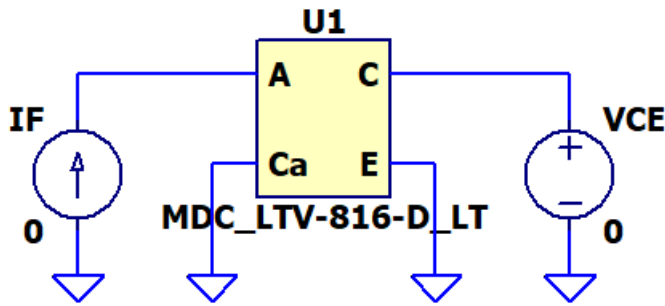 U1
A C
IF VCE
Ca E
MDC_LTV-816-D_LT
0 0